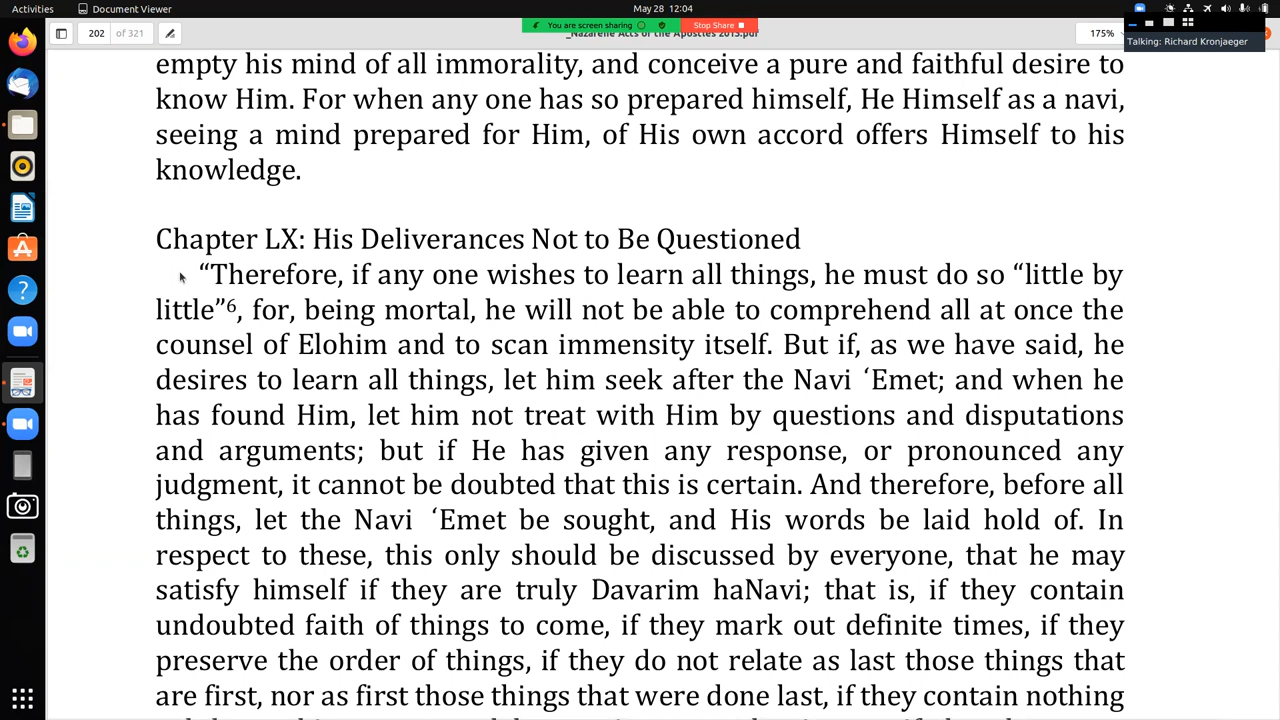 Activities
Document Viewer
May 28 12:04
You are screen sharing
Stop Share
202 of 321
_Nazarene Acts of the Apostles 2015.pdf
175%
Talking: Richard Kronjaeger
empty his mind of all immorality, and conceive a pure and faithful desire to
know Him. For when any one has so prepared himself, He Himself as a navi,
seeing a mind prepared for Him, of His own accord offers Himself to his
knowledge.
Chapter LX: His Deliverances Not to Be Questioned
“Therefore, if any one wishes to learn all things, he must do so “little by
little”6, for, being mortal, he will not be able to comprehend all at once the
counsel of Elohim and to scan immensity itself. But if, as we have said, he
desires to learn all things, let him seek after the Navi ‘Emet; and when he
has found Him, let him not treat with Him by questions and disputations
and arguments; but if He has given any response, or pronounced any
judgment, it cannot be doubted that this is certain. And therefore, before all
things, let the Navi ‘Emet be sought, and His words be laid hold of. In
respect to these, this only should be discussed by everyone, that he may
satisfy himself if they are truly Davarim haNavi; that is, if they contain
undoubted faith of things to come, if they mark out definite times, if they
preserve the order of things, if they do not relate as last those things that
are first, nor as first those things that were done last, if they contain nothing